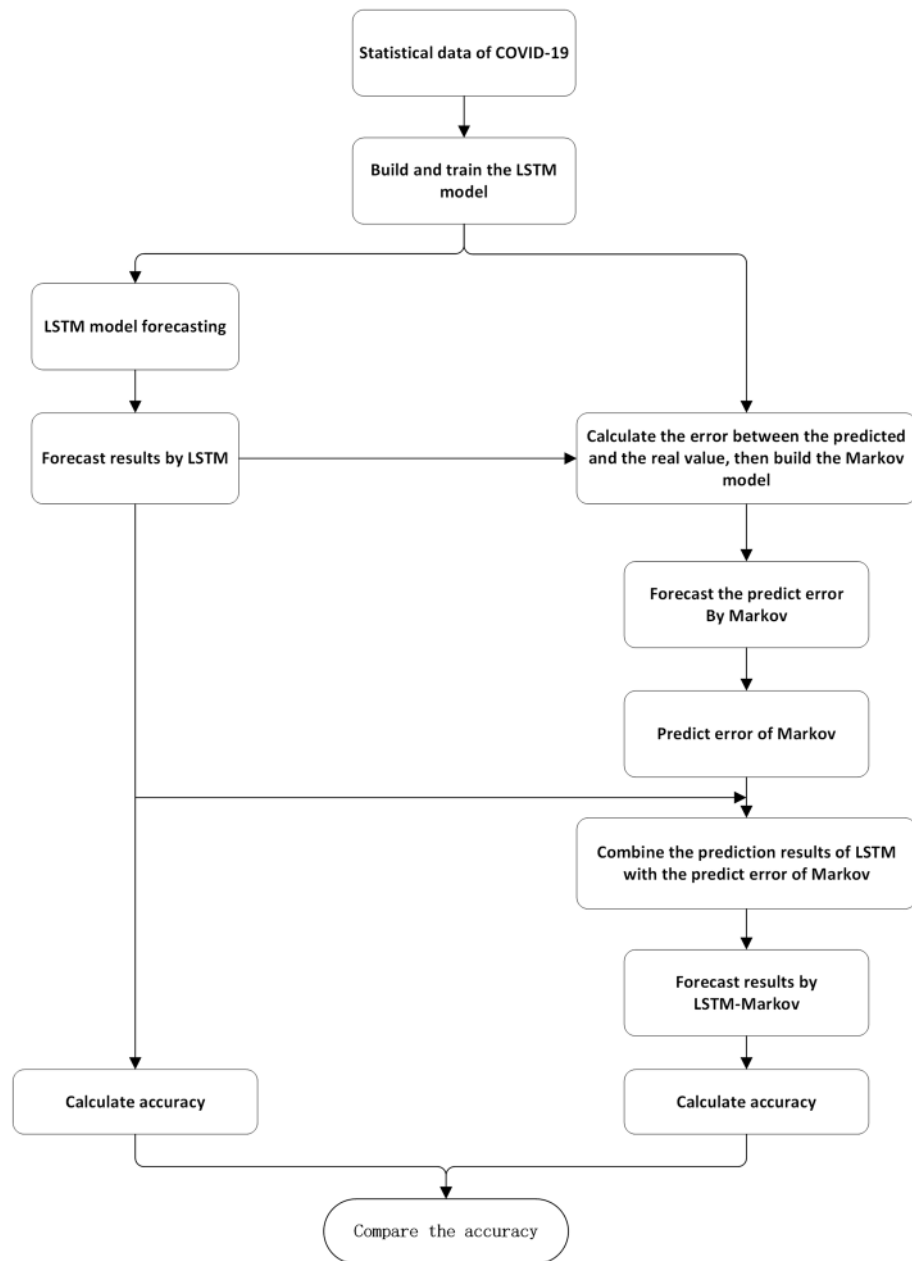 Statistical data of COVID-19
Build and train the LSTM
model
LSTM model forecasting
Forecast results by LSTM
Calculate the error between the predicted
and the real value, then build the Markov
model
Forecast the predict error
By Markov
Predict error of Markov
Combine the prediction results of LSTM
with the predict error of Markov
Forecast results by
LSTM-Markov
Calculate accuracy
Calculate accuracy
Compare the accuracy